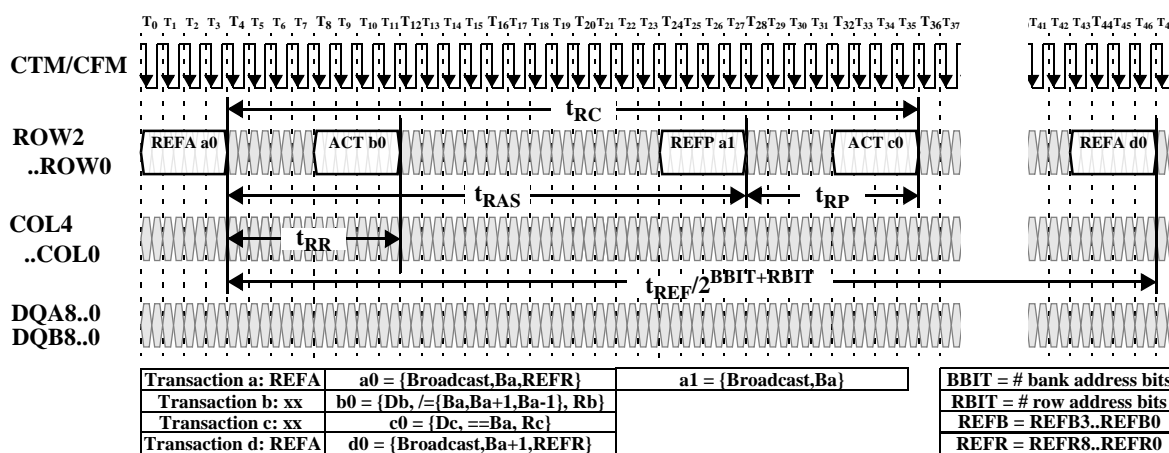 T0 T1 T2 T3 T4 T5 T6 T7 T8 T9 T10 T11 T12 T13 T14 T15 T16 T17 T18 T19 T20 T21 T22 T23 T24 T25 T26 T27 T28 T29 T30 T31 T32 T33 T34 T35 T36 T37 T41 T42 T43 T44 T45 T46
CTM/CFM
tRC
ROW2
..ROW0
REFA a0 ACT b0 REFP a1 ACT c0 REFA d0
tRAS tRP
COL4
..COL0
tRR
tREF/2BBIT+RBIT
DQA8..0
DQB8..0
Transaction a: REFA a0 = {Broadcast,Ba,REFR} a1 = {Broadcast,Ba} BBIT = # bank address bits
Transaction b: xx b0 = {Db, /={Ba,Ba+1,Ba-1}, Rb} RBIT = # row address bits
Transaction c: xx c0 = {Dc, ==Ba, Rc} REFB = REFB3..REFB0
Transaction d: REFA d0 = {Broadcast,Ba+1,REFR} REFR = REFR8..REFR0